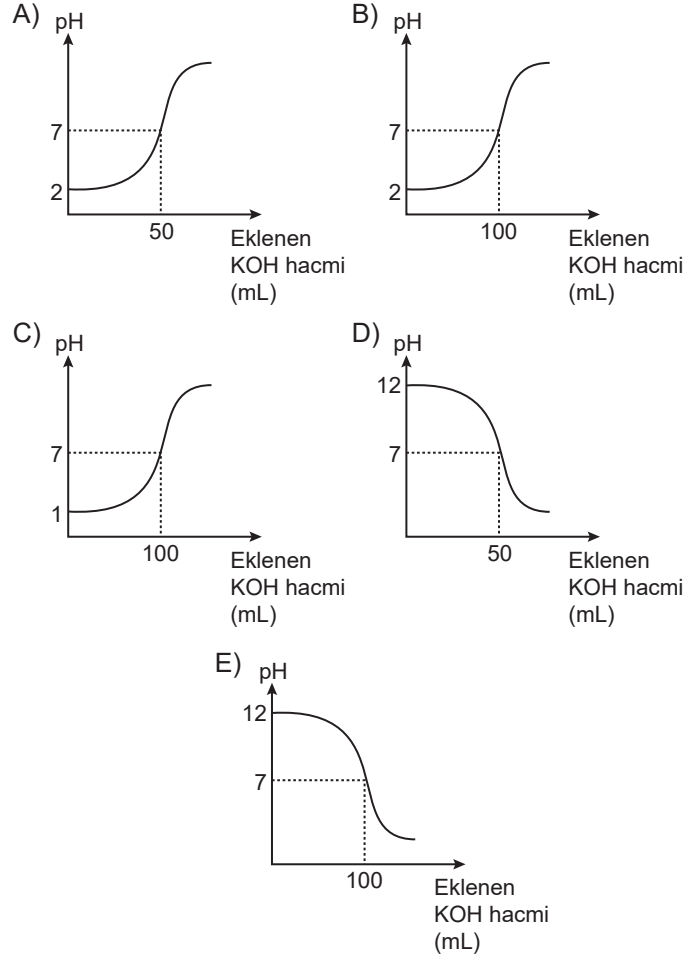 A)
pH
7
2
50
Eklenen
KOH hacmi
(mL)
B)
pH
7
2
100
Eklenen
KOH hacmi
(mL)
C)
pH
7
1
100
Eklenen
KOH hacmi
(mL)
D)
pH
12
7
50
Eklenen
KOH hacmi
(mL)
E)
pH
12
7
100
Eklenen
KOH hacmi
(mL)